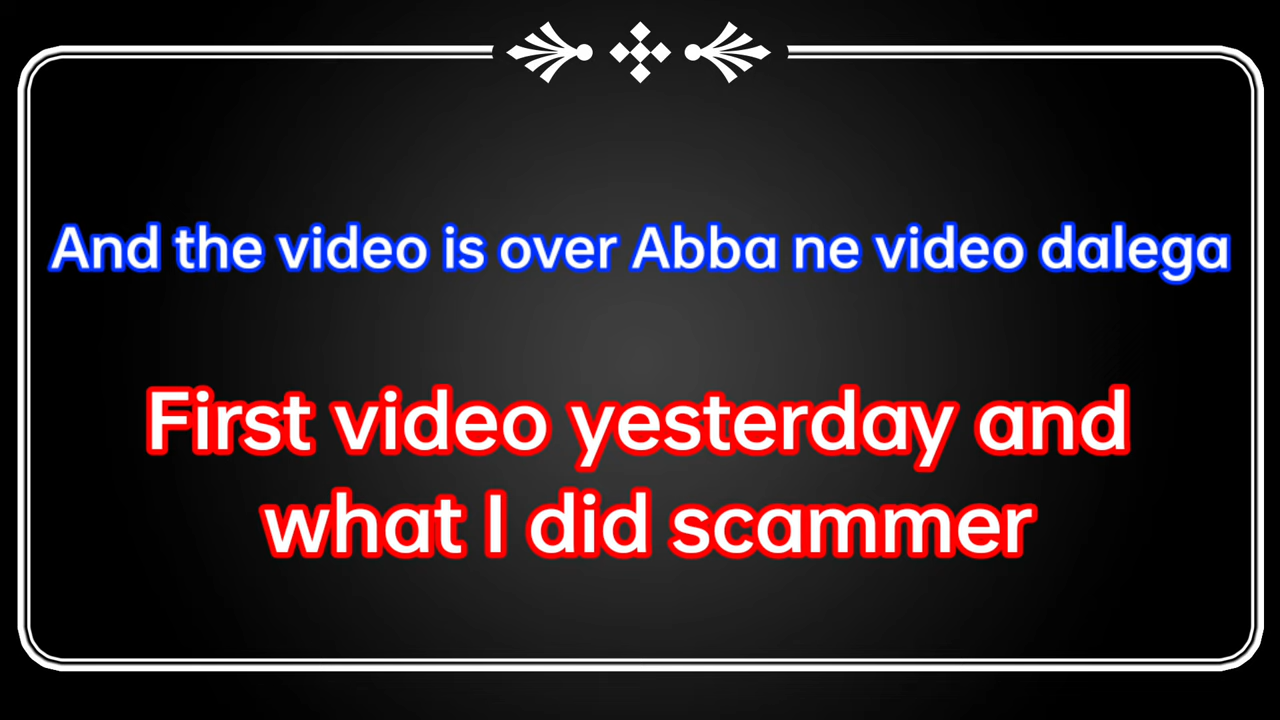 And the video is over Abba ne video dalega
First video yesterday and
what I did scammer